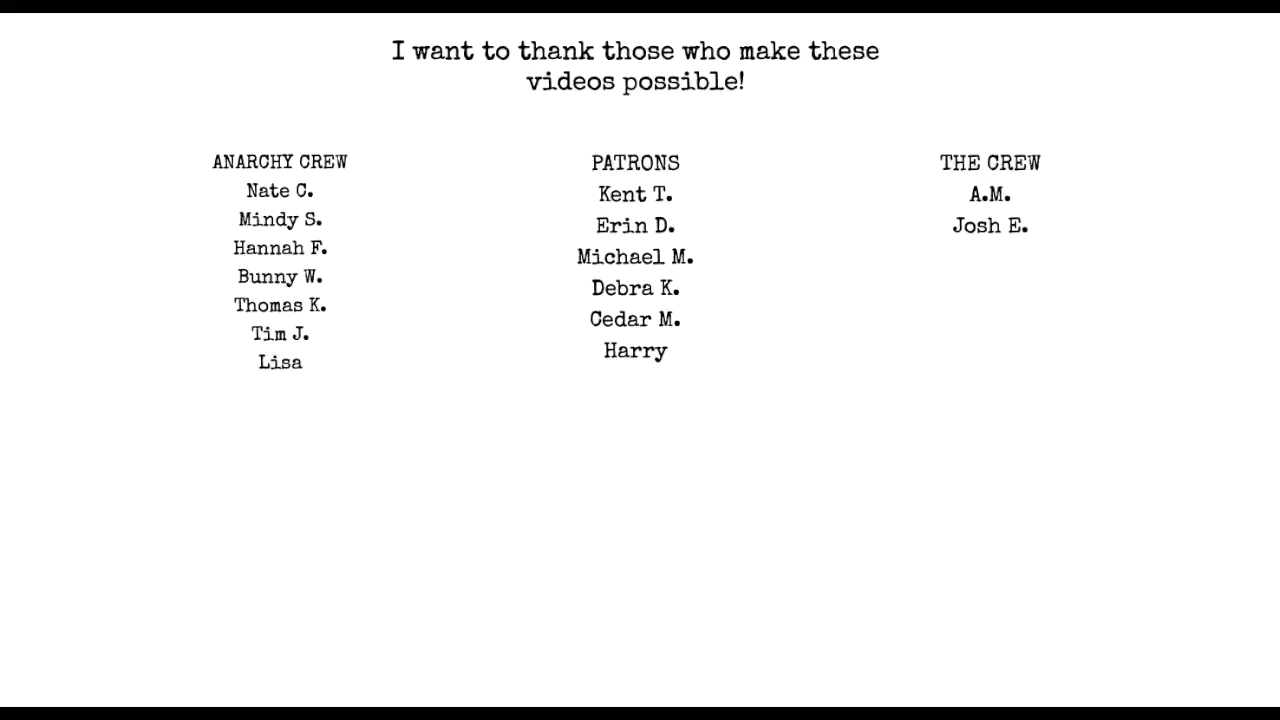 I want to thank those who make these
videos possible!
ANARCHY CREW
Nate C.
Mindy S.
Hannah F.
Bunny W.
Thomas K.
Tim J.
Lisa
PATRONS
Kent T.
Erin D.
Michael M.
Debra K.
Cedar M.
Harry
THE CREW
A.M.
Josh E.